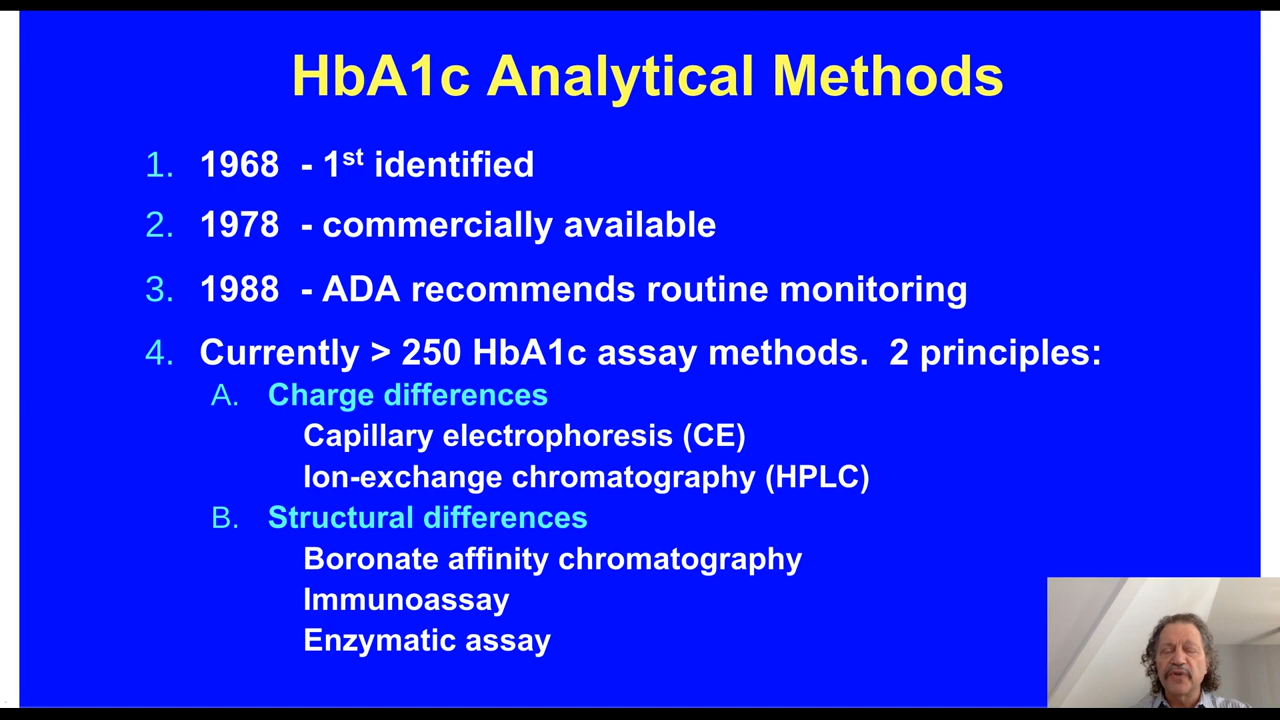 HbA1c Analytical Methods
1. 1968 - 1st identified
2. 1978 - commercially available
3. 1988 - ADA recommends routine monitoring
4. Currently > 250 HbA1c assay methods. 2 principles:
A. Charge differences
Capillary electrophoresis (CE)
Ion-exchange chromatography (HPLC)
B. Structural differences
Boronate affinity chromatography
Immunoassay
Enzymatic assay